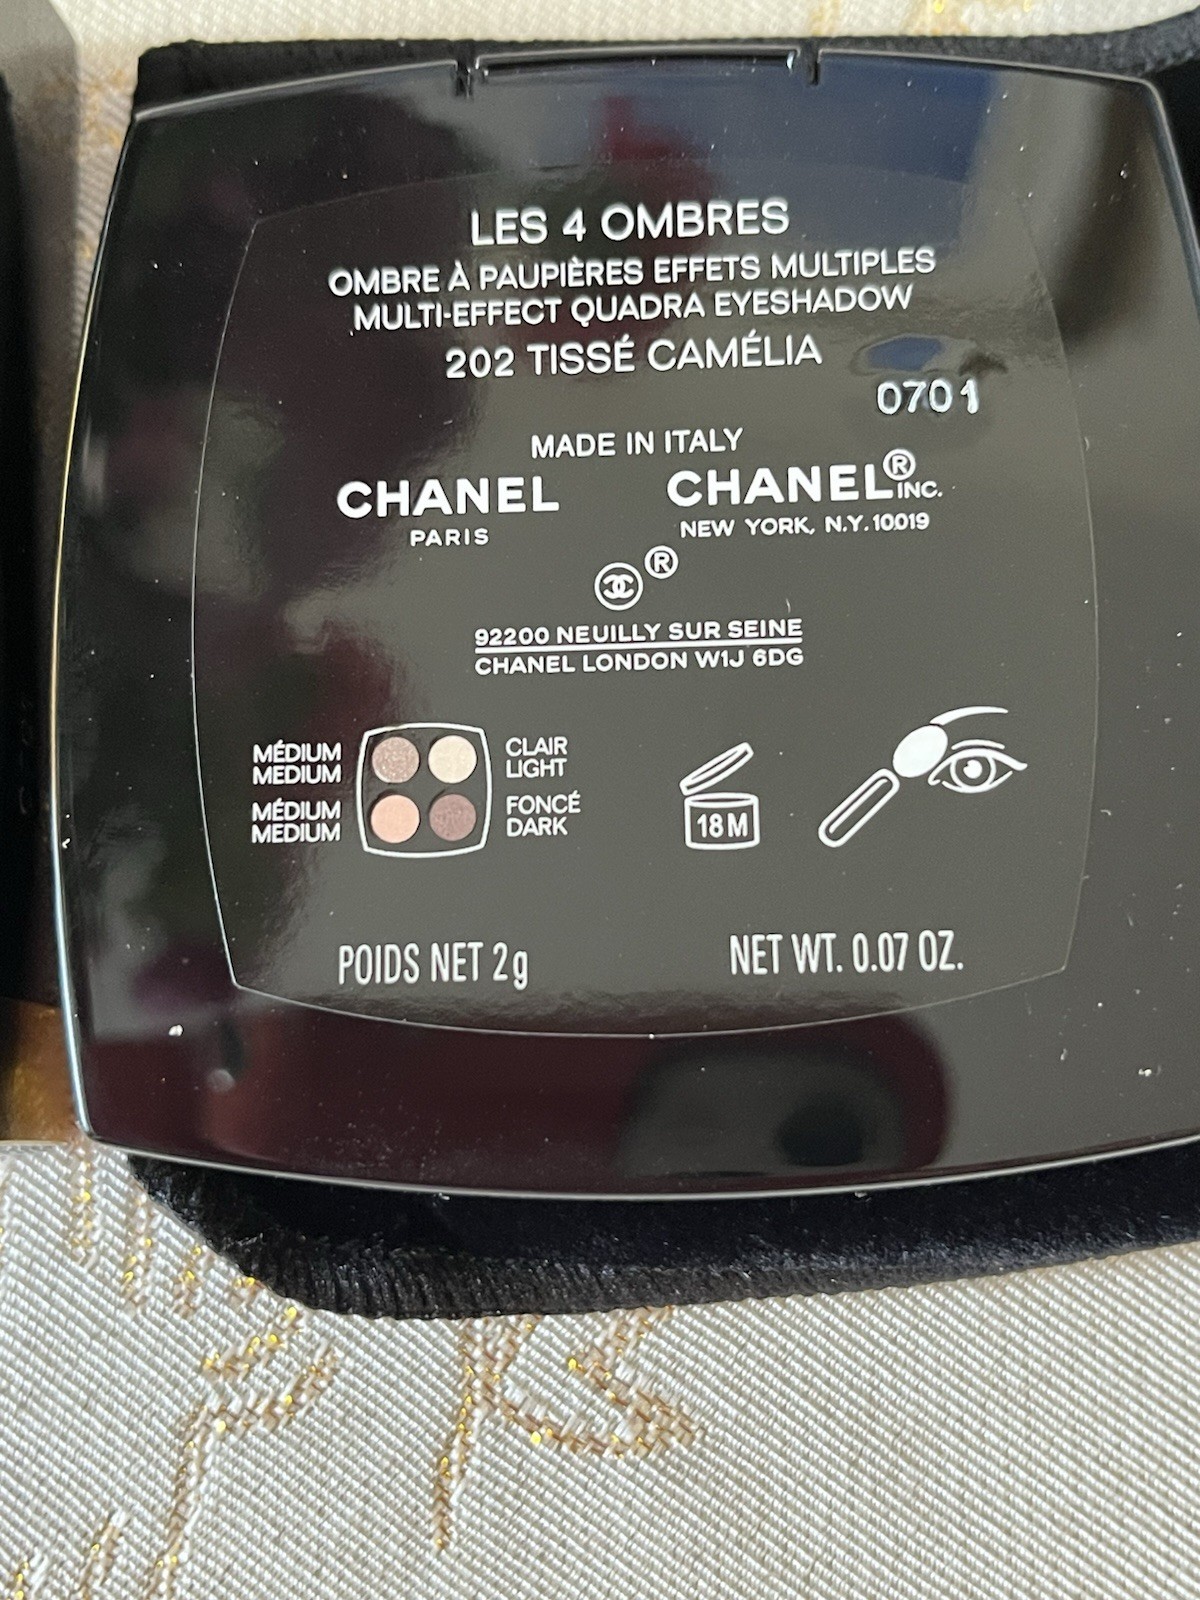 LES 4 OMBRES
OMBRE À PAUPIÈRES EFFETS MULTIPLES
MULTI-EFFECT QUADRA EYESHADOW
202 TISSÉ CAMÉLIA
0701
MADE IN ITALY
CHANEL CHANEL® INC.
PARIS NEW YORK, N.Y. 10019
®
92200 NEUILLY SUR SEINE
CHANEL LONDON W1J 6DG
MÉDIUM CLAIR
MEDIUM LIGHT
MÉDIUM FONCÉ
MEDIUM DARK
18M
POIDS NET 2g NET WT. 0.07 OZ.